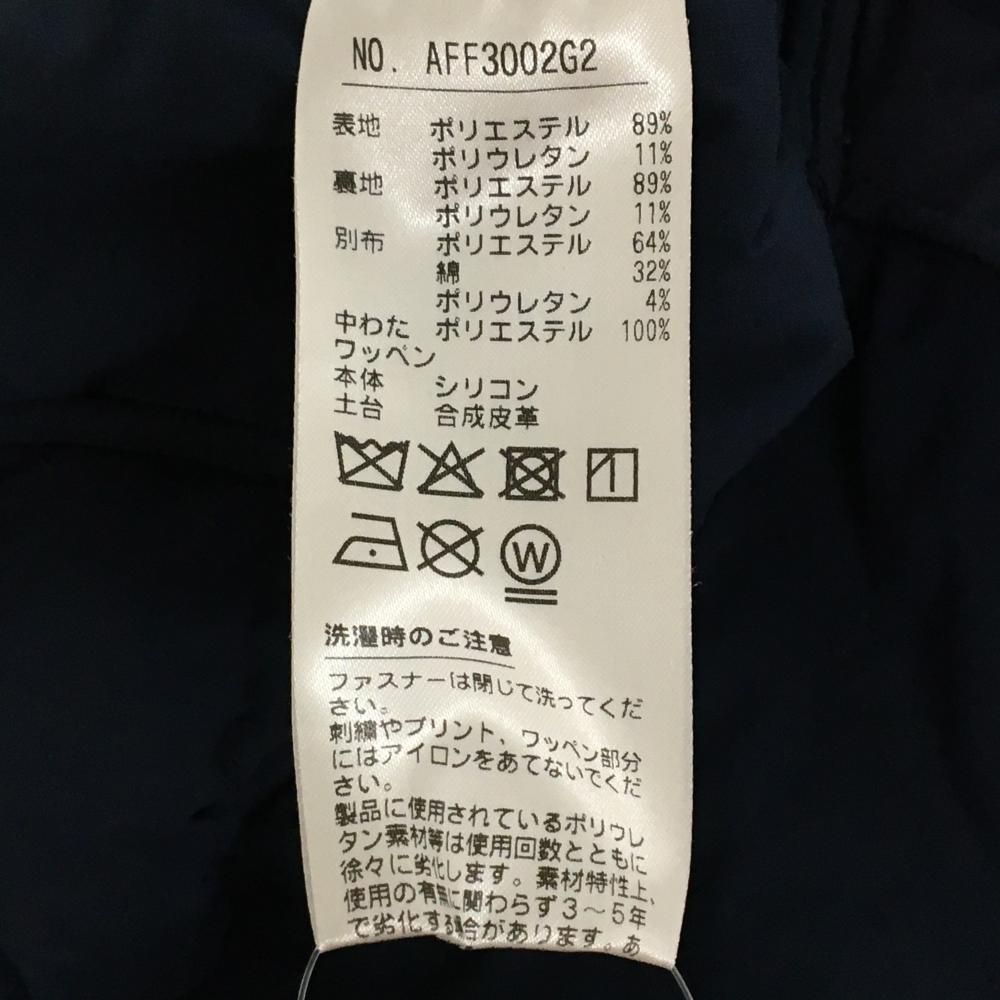 NO. AFF3002G2
表地 ポリエステル 89%
ポリウレタン 11%
裏地 ポリエステル 89%
ポリウレタン 11%
別布 ポリエステル 64%
綿 32%
ポリウレタン 4%
中わた ポリエステル 100%
ワッペン
本体 シリコン
土台 合成皮革
W
洗濯時のご注意
ファスナーは閉じて洗ってくだ
さい。
刺繍やプリント、ワッペン部分
にはアイロンをあてないでくだ
さい。
製品に使用されているポリウレ
タン素材等は使用回数とともに
徐々に劣化します。素材特性上、
使用の有無に関わらず3～5年
で劣化する場合があります。あ